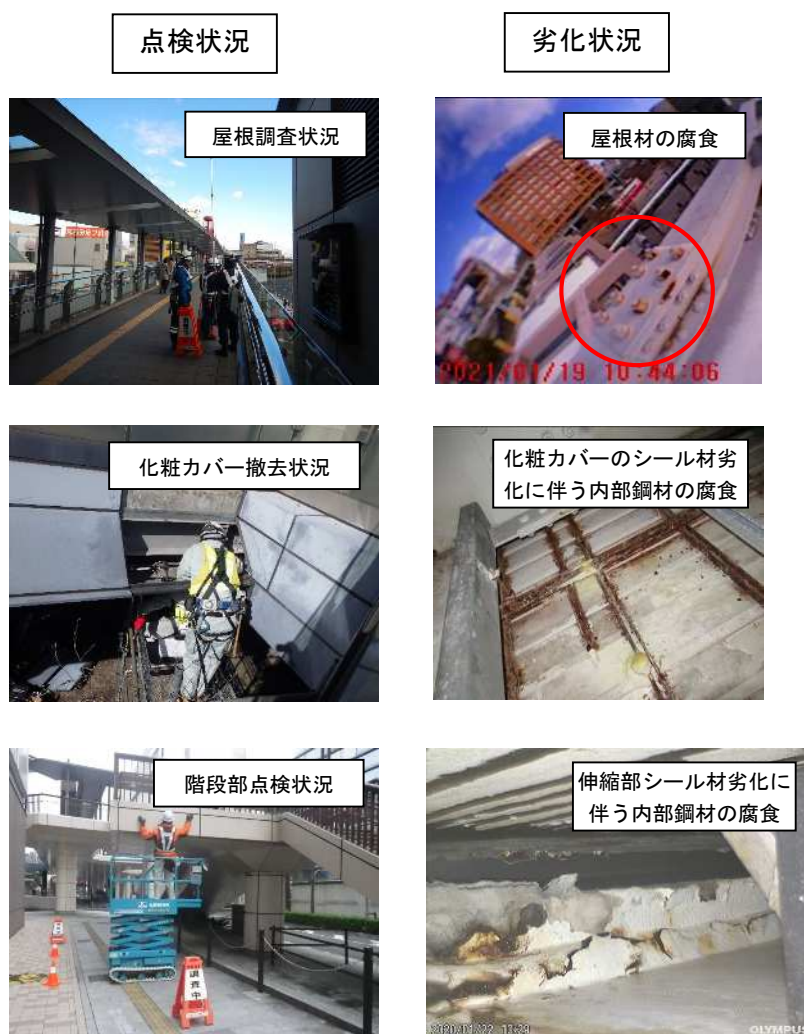 点検状況
劣化状況
屋根調査状況
屋根材の腐食
2021/01/19 10:44:06
化粧カバー撤去状況
化粧カバーのシール材劣
化に伴う内部鋼材の腐食
階段部点検状況
調査中
伸縮部シール材劣化に
伴う内部鋼材の腐食
OLYMPUS